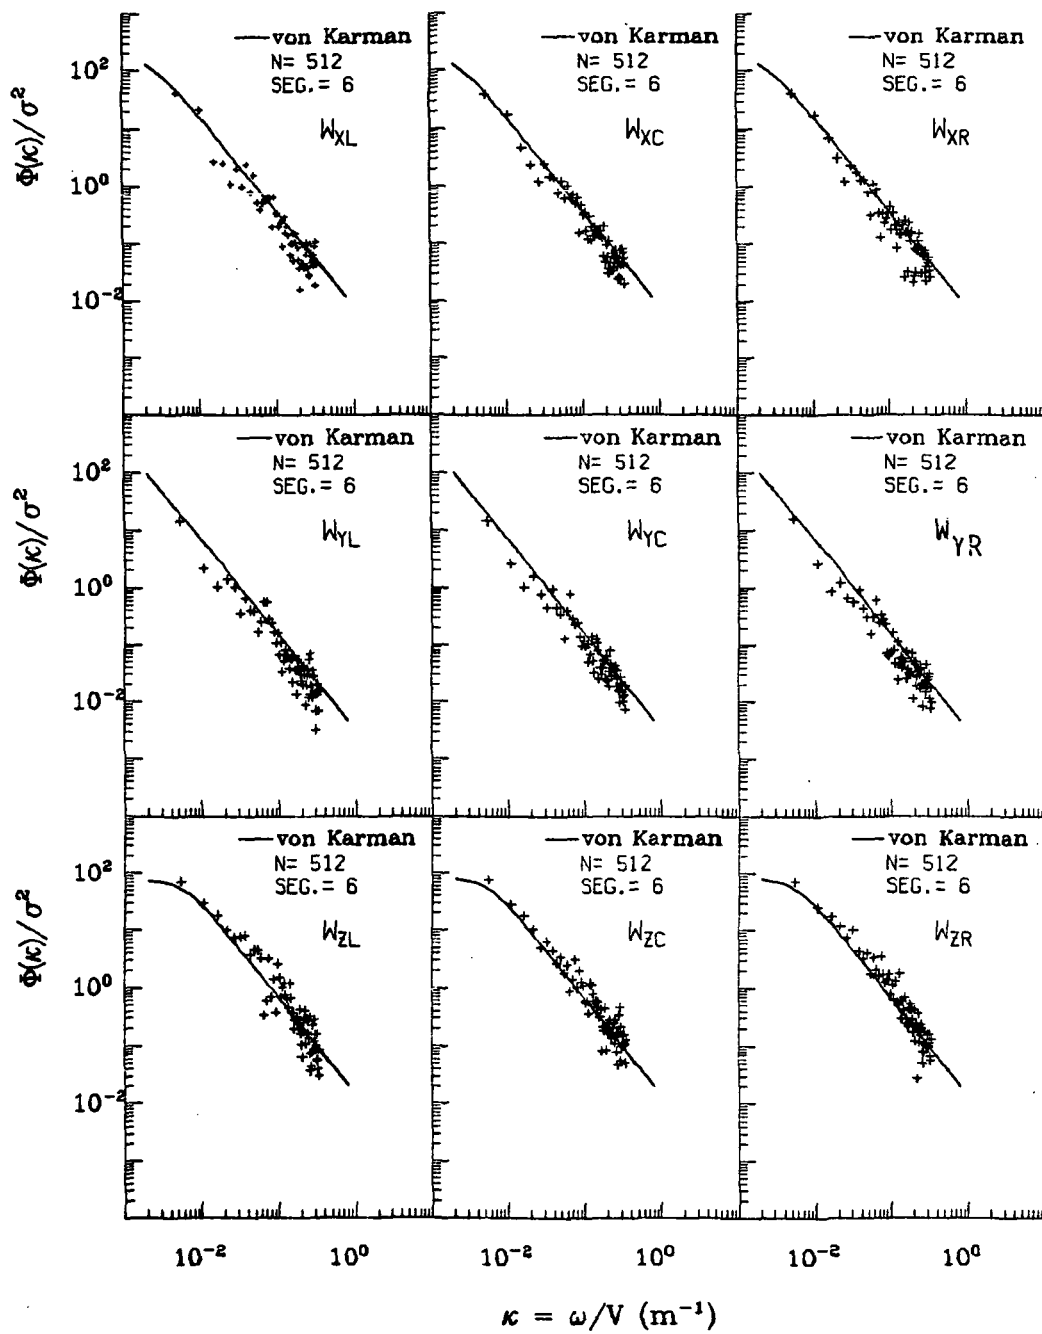 von Karman
N= 512
SEG.= 6
W_XL
von Karman
N= 512
SEG.= 6
W_XC
von Karman
N= 512
SEG.= 6
W_XR
10²
10⁰
10⁻²
Φ(κ)/σ²
von Karman
N= 512
SEG.= 6
W_YL
von Karman
N= 512
SEG.= 6
W_YC
von Karman
N= 512
SEG.= 6
W_YR
10²
10⁰
10⁻²
Φ(κ)/σ²
von Karman
N= 512
SEG.= 6
W_ZL
von Karman
N= 512
SEG.= 6
W_ZC
von Karman
N= 512
SEG.= 6
W_ZR
10²
10⁰
10⁻²
Φ(κ)/σ²
10⁻² 10⁰ 10⁻² 10⁰ 10⁻² 10⁰
κ = ω/V (m⁻¹)